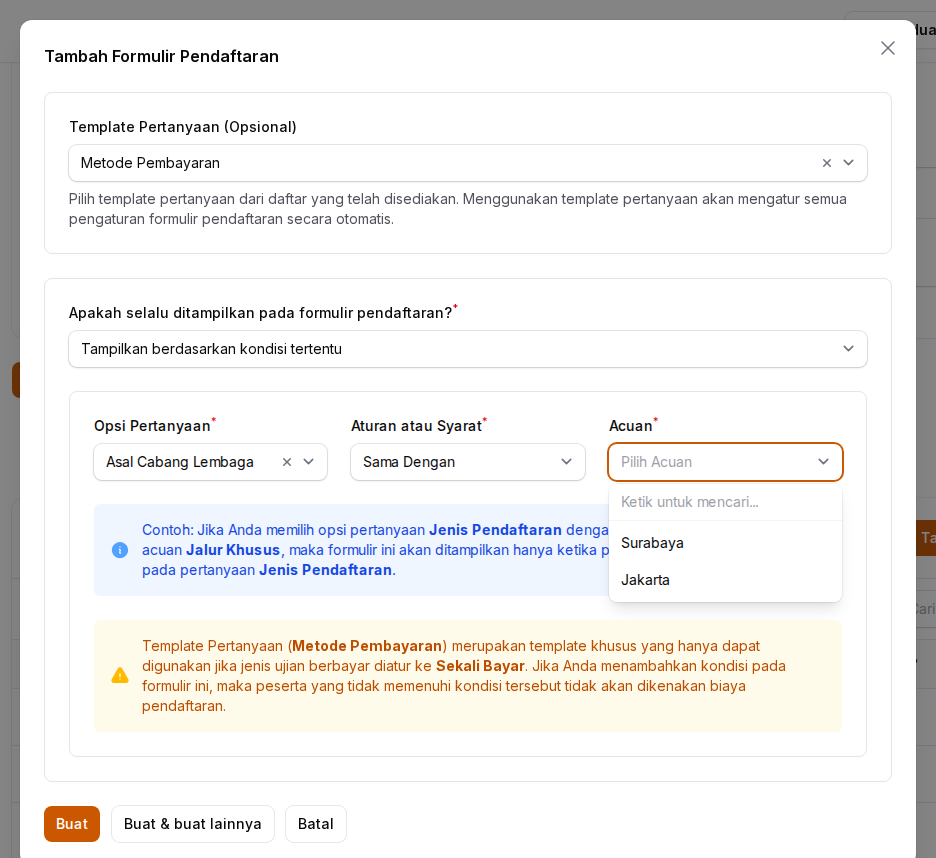 Tambah Formulir Pendaftaran
Template Pertanyaan (Opsional)
Metode Pembayaran
Pilih template pertanyaan dari daftar yang telah disediakan. Menggunakan template pertanyaan akan mengatur semua
pengaturan formulir pendaftaran secara otomatis.
Apakah selalu ditampilkan pada formulir pendaftaran?*
Tampilkan berdasarkan kondisi tertentu
Opsi Pertanyaan*
Aturan atau Syarat*
Acuan*
Asal Cabang Lembaga
Sama Dengan
Pilih Acuan
Ketik untuk mencari...
Surabaya
Jakarta
Contoh: Jika Anda memilih opsi pertanyaan Jenis Pendaftaran denga
acuan Jalur Khusus, maka formulir ini akan ditampilkan hanya ketika p
pada pertanyaan Jenis Pendaftaran.
Template Pertanyaan (Metode Pembayaran) merupakan template khusus yang hanya dapat
digunakan jika jenis ujian berbayar diatur ke Sekali Bayar. Jika Anda menambahkan kondisi pada
formulir ini, maka peserta yang tidak memenuhi kondisi tersebut tidak akan dikenakan biaya
pendaftaran.
Buat
Buat & buat lainnya
Batal